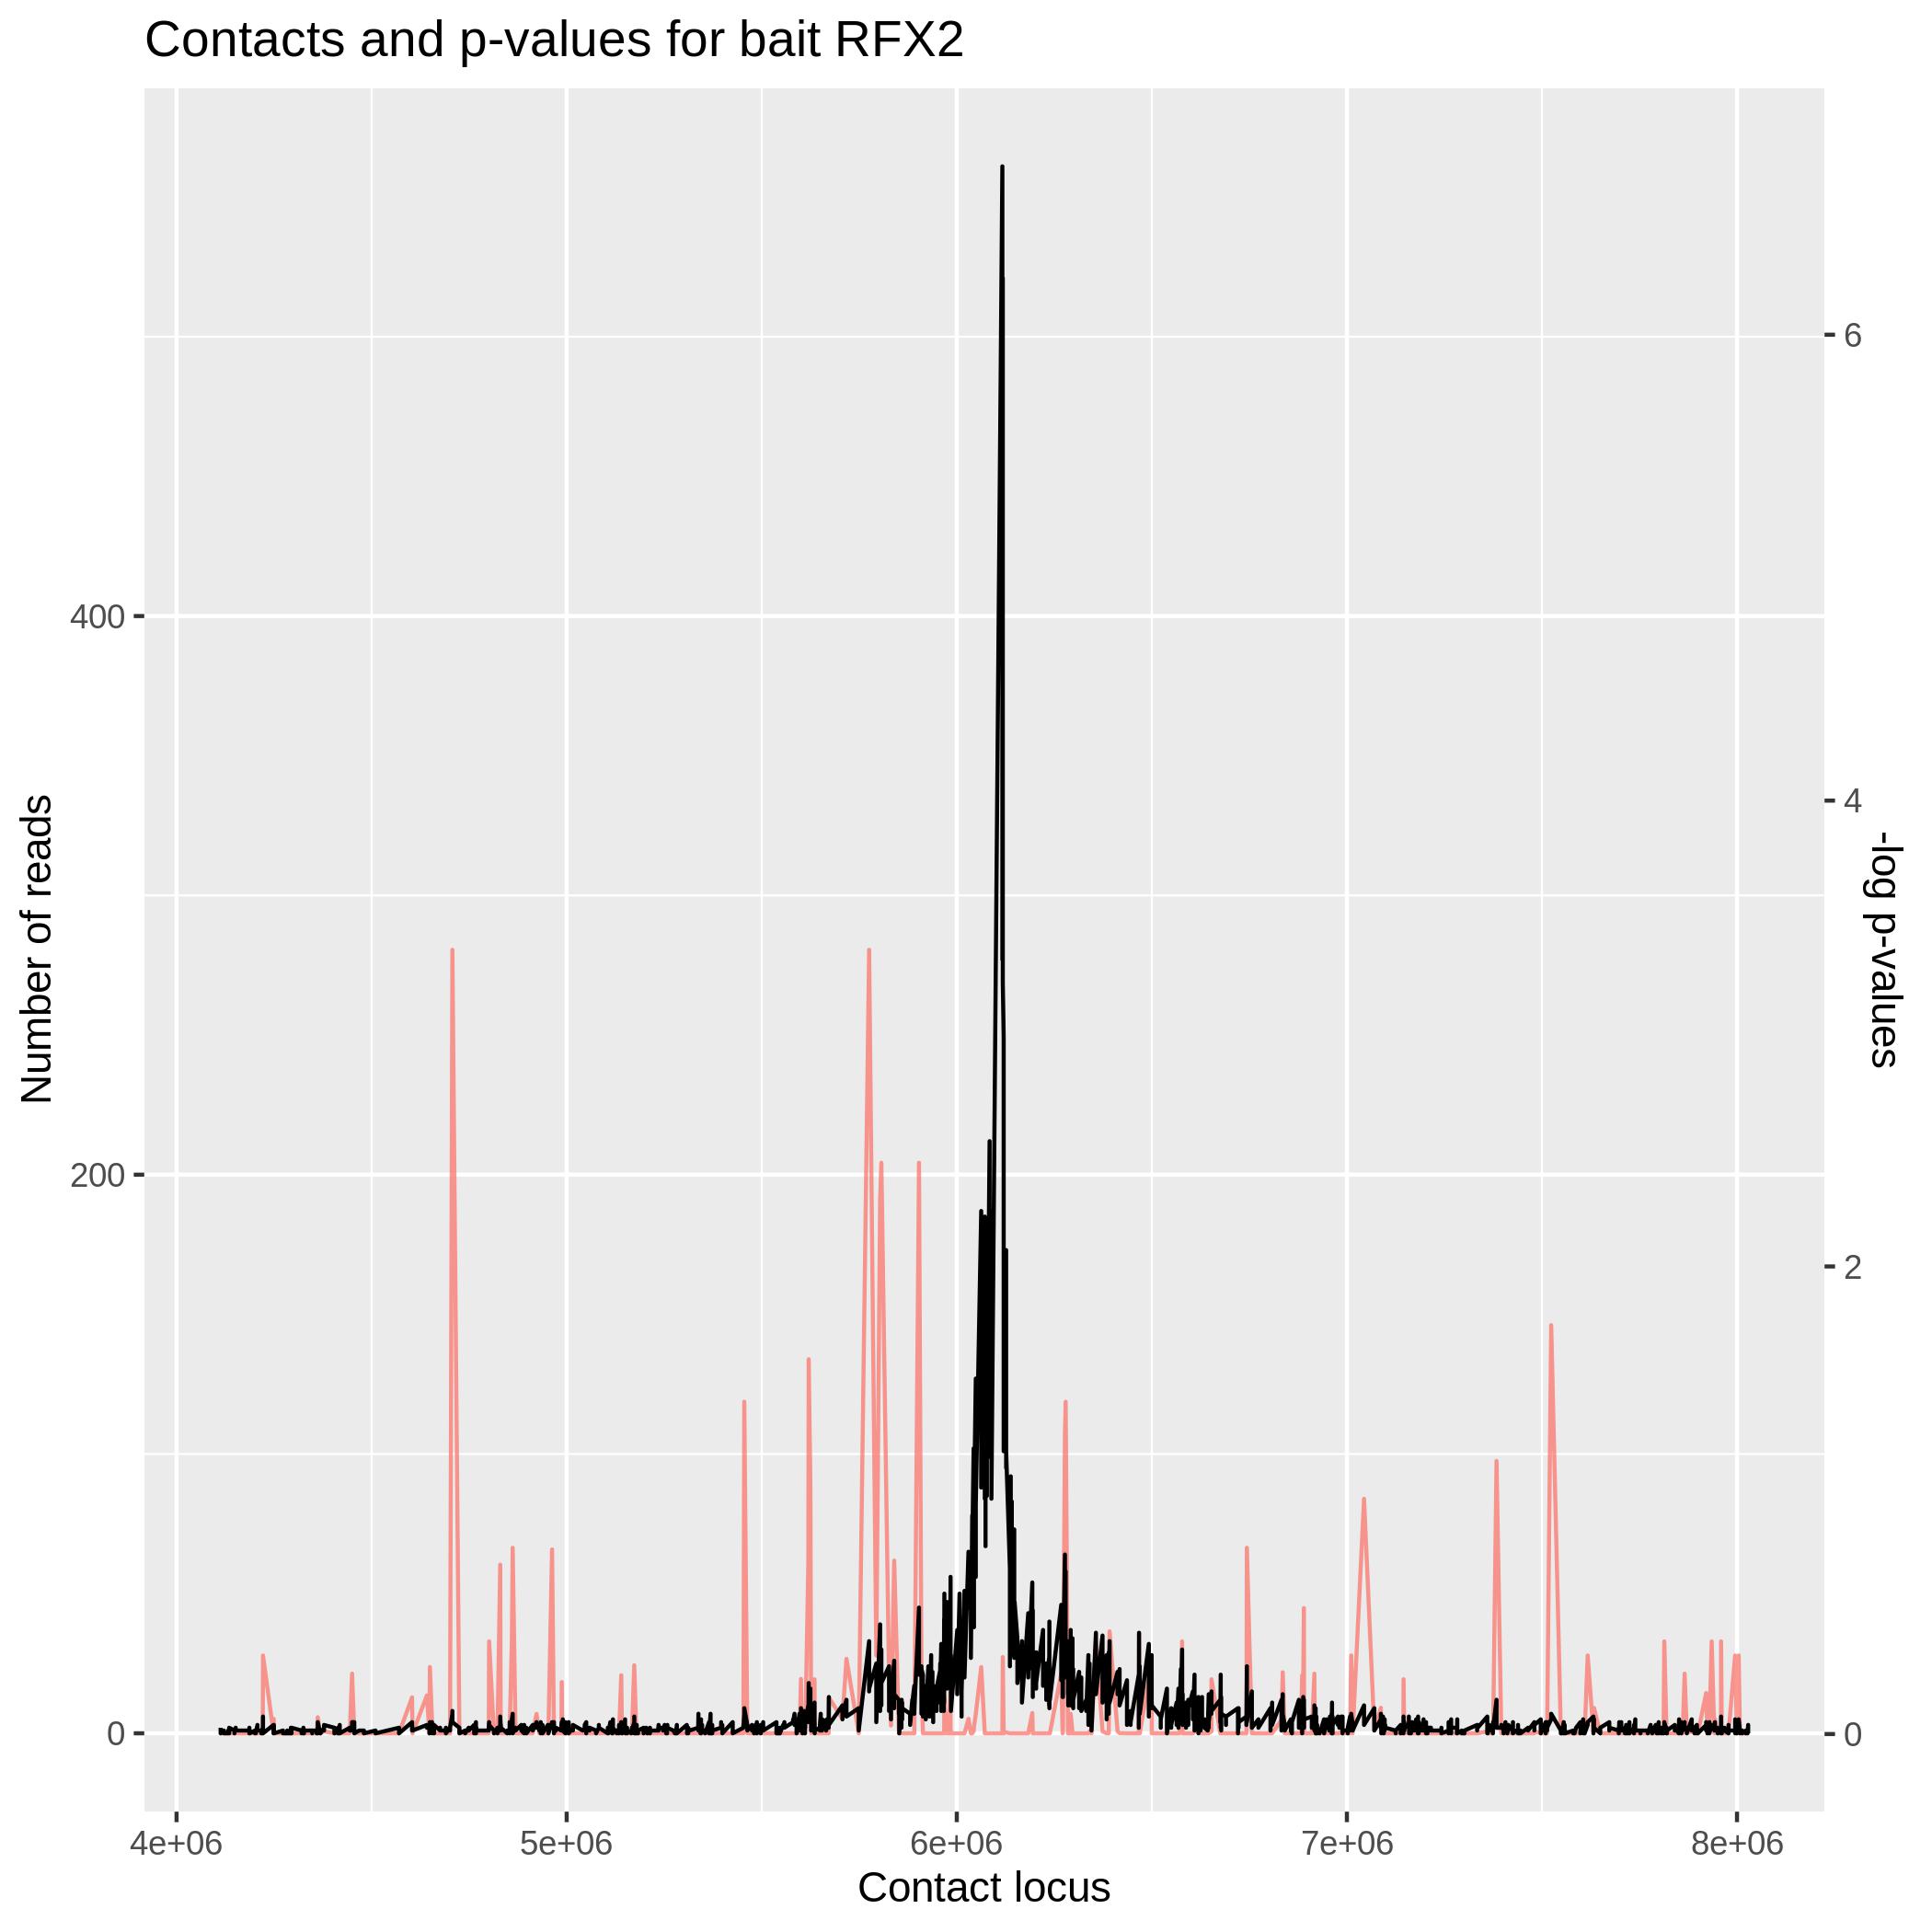 Contacts and p-values for bait RFX2
Number of reads
400
200
0
6
4
2
0
-log p-values
4e+06
5e+06
6e+06
7e+06
8e+06
Contact locus